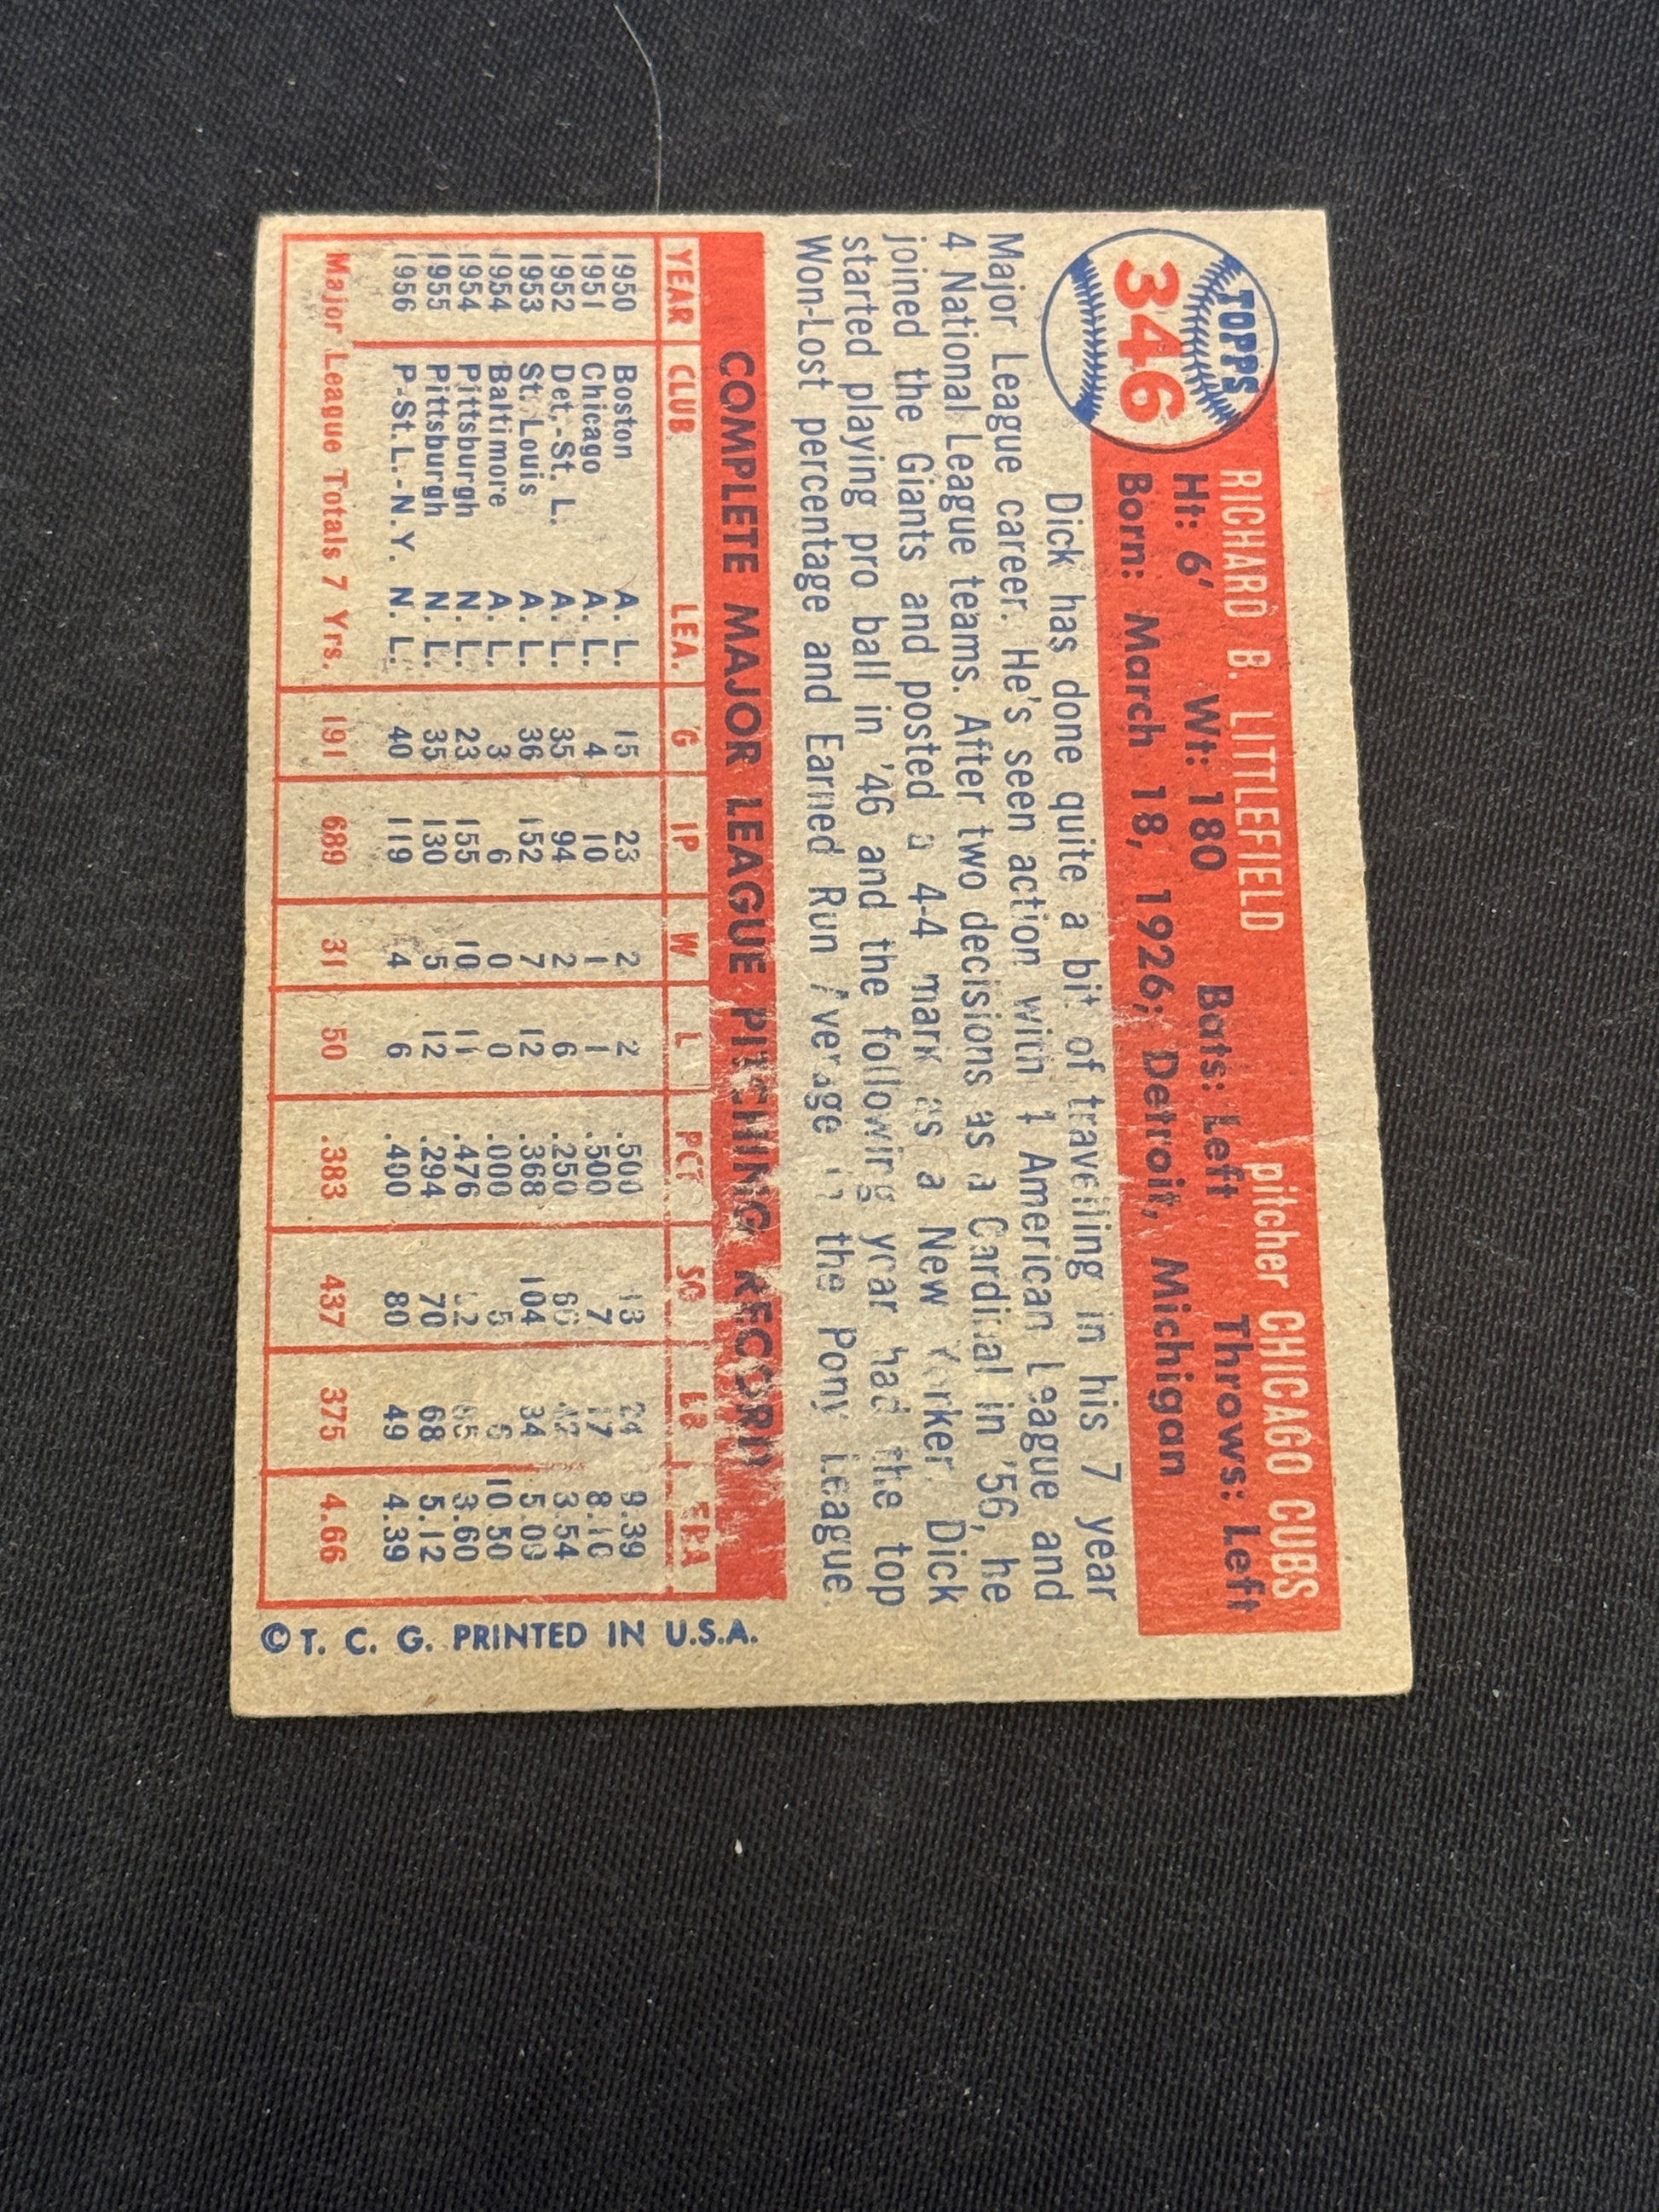 TOPPS
346
RICHARD B. LITTLEFIELD pitcher CHICAGO CUBS
Ht: 6' Wt: 180 Bats: Left Throws: Left
Born: March 18, 1926; Detroit, Michigan
Dick has done quite a bit of traveling in his 7 year
Major League career. He's seen action with 1 American League and
4 National League teams. After two decisions as a Cardinal in '56, he
joined the Giants and posted a 4-4 mark as a New Yorker. Dick
started playing pro ball in '46 and the following year had the top
Won-Lost percentage and Earned Run Average in the Pony League.
COMPLETE MAJOR LEAGUE PITCHING RECORD
YEAR CLUB LEA. G IP W L PCT SO ERA
1950 Boston A. L. 15 23 2 2 .500 13 24 9.39
1951 Chicago A. L. 4 10 1 1 .500 7 17 8.10
1952 Det.-St. L. A. L. 35 94 2 6 .250 3.54
1953 St. Louis A. L. 36 152 7 12 .368 104 34 5.08
1954 Baltimore A. L. 3 6 0 0 .000 5 10.50
1954 Pittsburgh N. L. 23 155 10 11 .476 3.60
1955 Pittsburgh N. L. 35 130 5 12 .294 70 68 5.12
1956 P-St.L.-N.Y. N. L. 40 119 4 6 .400 80 49 4.39
Major League Totals 7 Yrs. 191 689 31 50 .383 437 375 4.66
© T. C. G. PRINTED IN U.S.A.